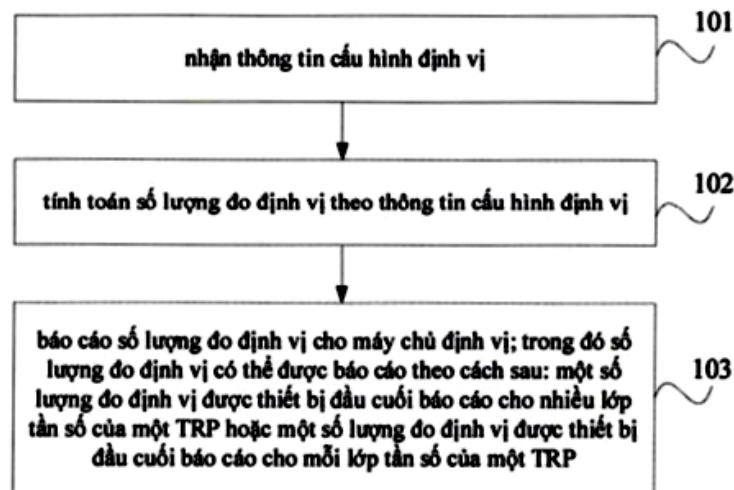 101
nhận thông tin cấu hình định vị
102
tính toán số lượng đo định vị theo thông tin cấu hình định vị
báo cáo số lượng đo định vị cho máy chủ định vị; trong đó số
lượng đo định vị có thể được báo cáo theo cách sau: một số
lượng đo định vị được thiết bị đầu cuối báo cáo cho nhiều lớp
tần số của một TRP hoặc một số lượng đo định vị được thiết bị
đầu cuối báo cáo cho mỗi lớp tần số của một TRP
103